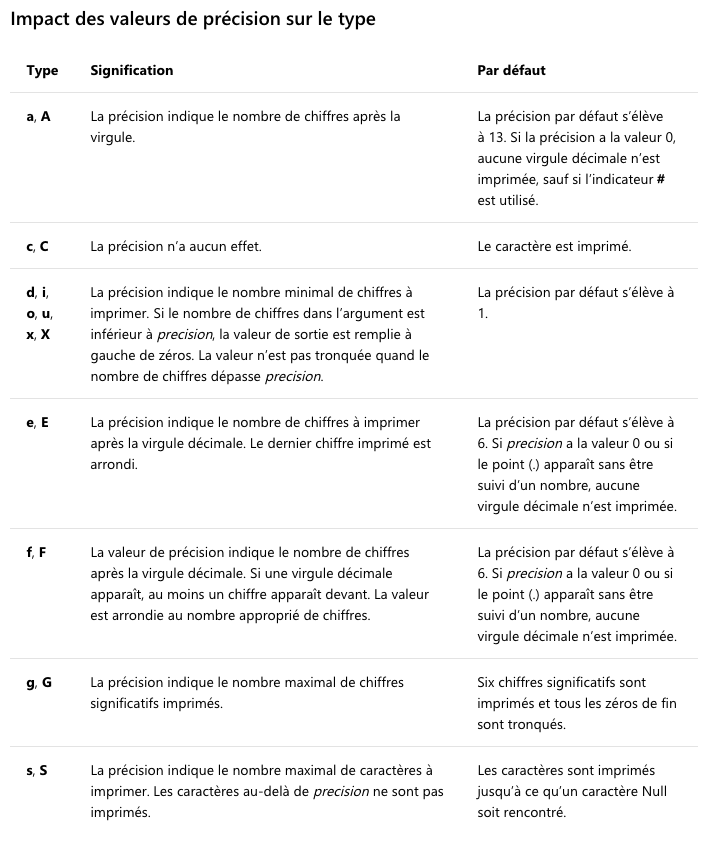 Impact des valeurs de précision sur le type
Type Signification Par défaut
a, A La précision indique le nombre de chiffres après la La précision par défaut s’élève
virgule. à 13. Si la précision a la valeur 0,
aucune virgule décimale n’est
imprimée, sauf si l’indicateur #
est utilisé.
c, C La précision n’a aucun effet. Le caractère est imprimé.
d, i, La précision indique le nombre minimal de chiffres à La précision par défaut s’élève à
o, u, imprimer. Si le nombre de chiffres dans l’argument est 1.
x, X inférieur à precision, la valeur de sortie est remplie à
gauche de zéros. La valeur n’est pas tronquée quand le
nombre de chiffres dépasse precision.
e, E La précision indique le nombre de chiffres à imprimer La précision par défaut s’élève à
après la virgule décimale. Le dernier chiffre imprimé est 6. Si precision a la valeur 0 ou si
arrondi. le point (.) apparaît sans être
suivi d’un nombre, aucune
virgule décimale n’est imprimée.
f, F La valeur de précision indique le nombre de chiffres La précision par défaut s’élève à
après la virgule décimale. Si une virgule décimale 6. Si precision a la valeur 0 ou si
apparaît, au moins un chiffre apparaît devant. La valeur le point (.) apparaît sans être
est arrondie au nombre approprié de chiffres. suivi d’un nombre, aucune
virgule décimale n’est imprimée.
g, G La précision indique le nombre maximal de chiffres Six chiffres significatifs sont
significatifs imprimés. imprimés et tous les zéros de fin
sont tronqués.
s, S La précision indique le nombre maximal de caractères à Les caractères sont imprimés
imprimer. Les caractères au-delà de precision ne sont pas jusqu’à ce qu’un caractère Null
imprimés. soit rencontré.